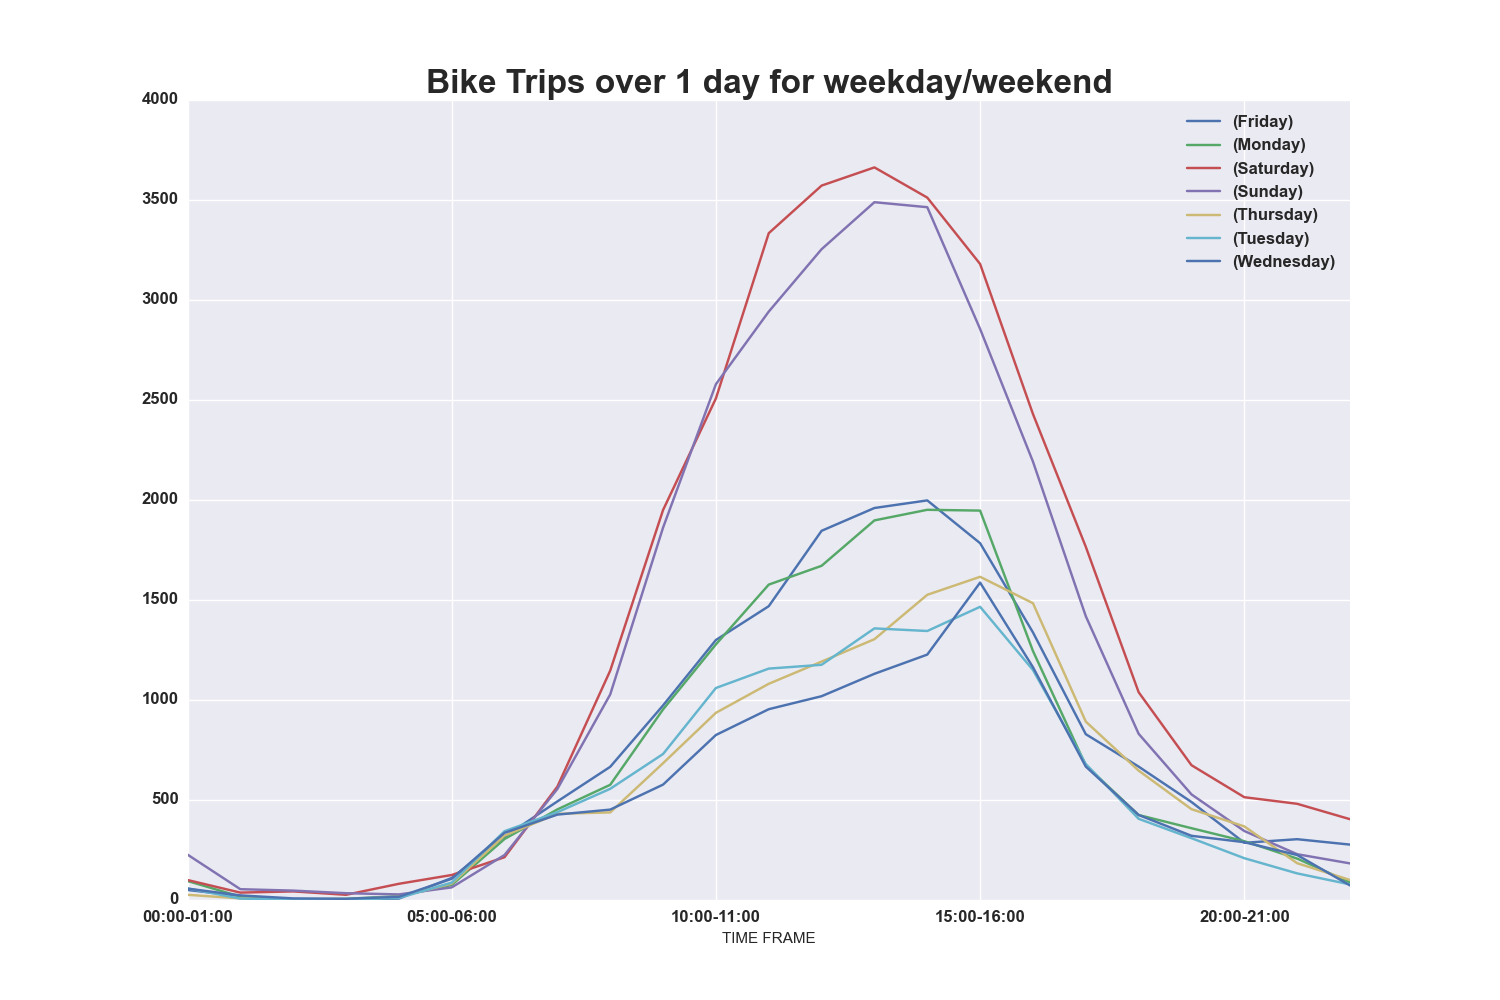 Bike Trips over 1 day for weekday/weekend
4000
3500
3000
2500
2000
1500
1000
500
0
(Friday)
(Monday)
(Saturday)
(Sunday)
(Thursday)
(Tuesday)
(Wednesday)
00:00-01:00 05:00-06:00 10:00-11:00 15:00-16:00 20:00-21:00
TIME FRAME